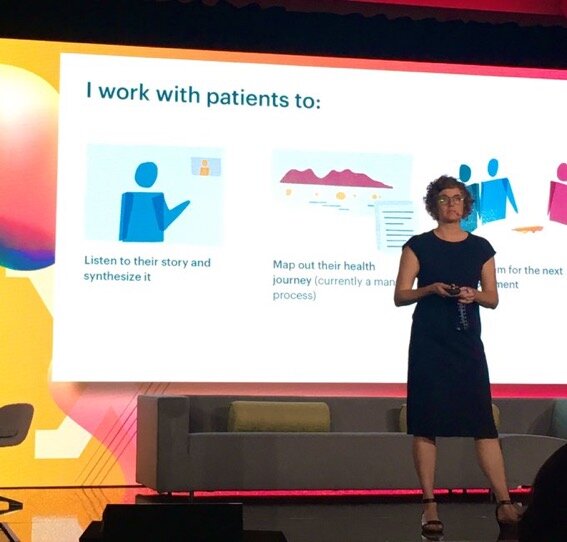 I work with patients to:
Listen to their story and
synthesize it
Map out their health
journey (currently a
process)
for the next